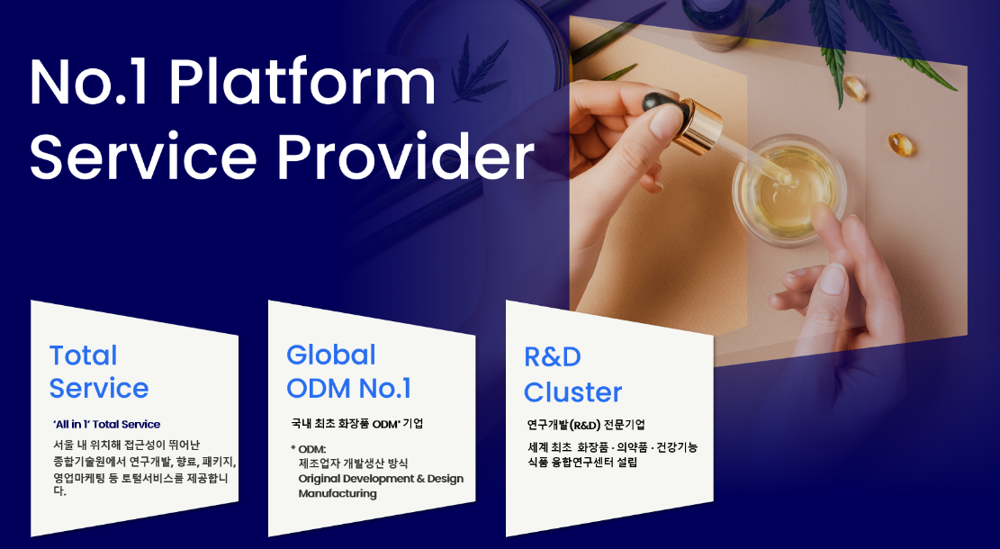 No.1 Platform
Service Provider
Total
Service
‘All in 1’ Total Service
서울 내 위치해 접근성이 뛰어난
종합기술원에서 연구개발, 향료, 패키지,
영업마케팅 등 토털서비스를 제공합니
다.
Global
ODM No.1
국내 최초 화장품 ODM* 기업
* ODM:
제조업자 개발생산 방식
Original Development & Design
Manufacturing
R&D
Cluster
연구개발(R&D) 전문기업
세계 최초 화장품 · 의약품 · 건강기능
식품 융합연구센터 설립